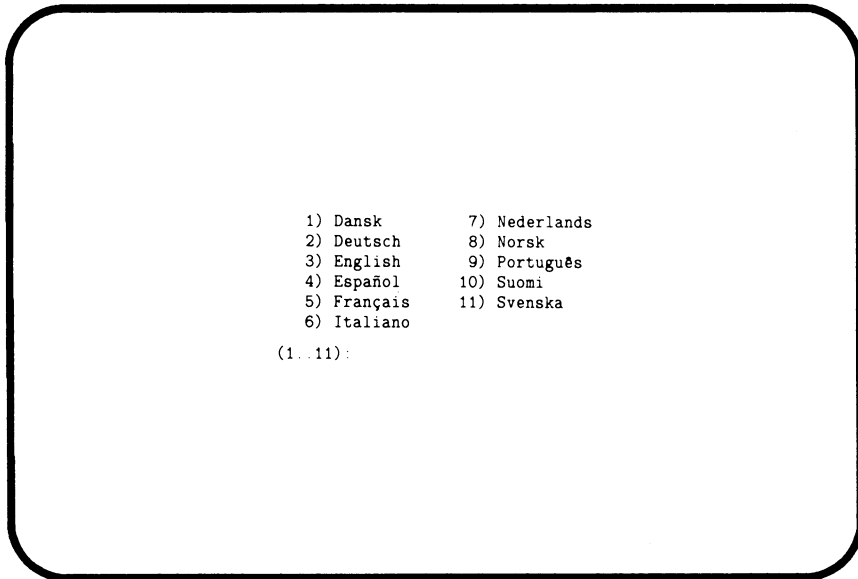 1) Dansk 7) Nederlands
2) Deutsch 8) Norsk
3) English 9) Português
4) Español 10) Suomi
5) Français 11) Svenska
6) Italiano
(1..11):